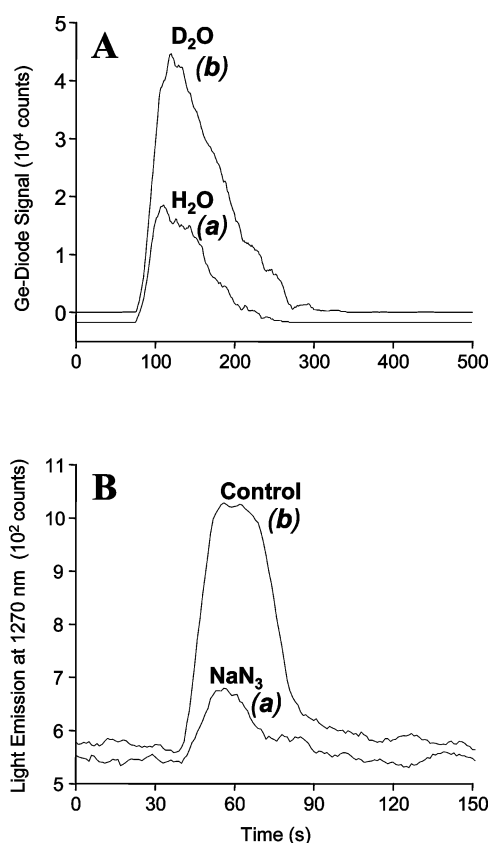 A
D₂O
(b)
H₂O
(a)
Ge-Diode Signal (10⁴ counts)
5
4
3
2
1
0
0 100 200 300 400 500
B
Control
(b)
NaN₃
(a)
Light Emission at 1270 nm (10² counts)
11
10
9
8
7
6
5
0 30 60 90 120 150
Time (s)